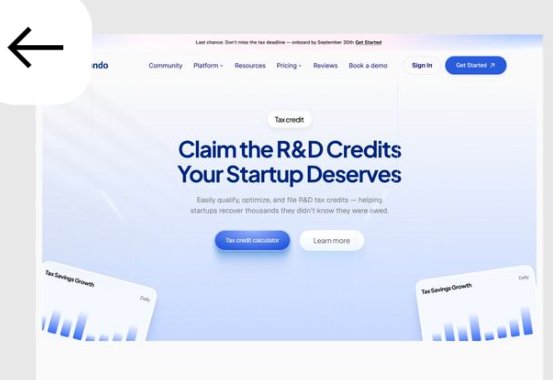 Last chance: Don't miss the tax deadline — onboard by September 30th Get Started
Community Platform Resources Pricing Reviews Book a demo Sign In Get Started
Tax credit
Claim the R&D Credits
Your Startup Deserves
Easily qualify, optimize, and file R&D tax credits — helping
startups recover thousands they didn't know they were owed.
Tax credit calculator Learn more
Tax Savings Growth
Daily
Tax Savings Growth
Daily